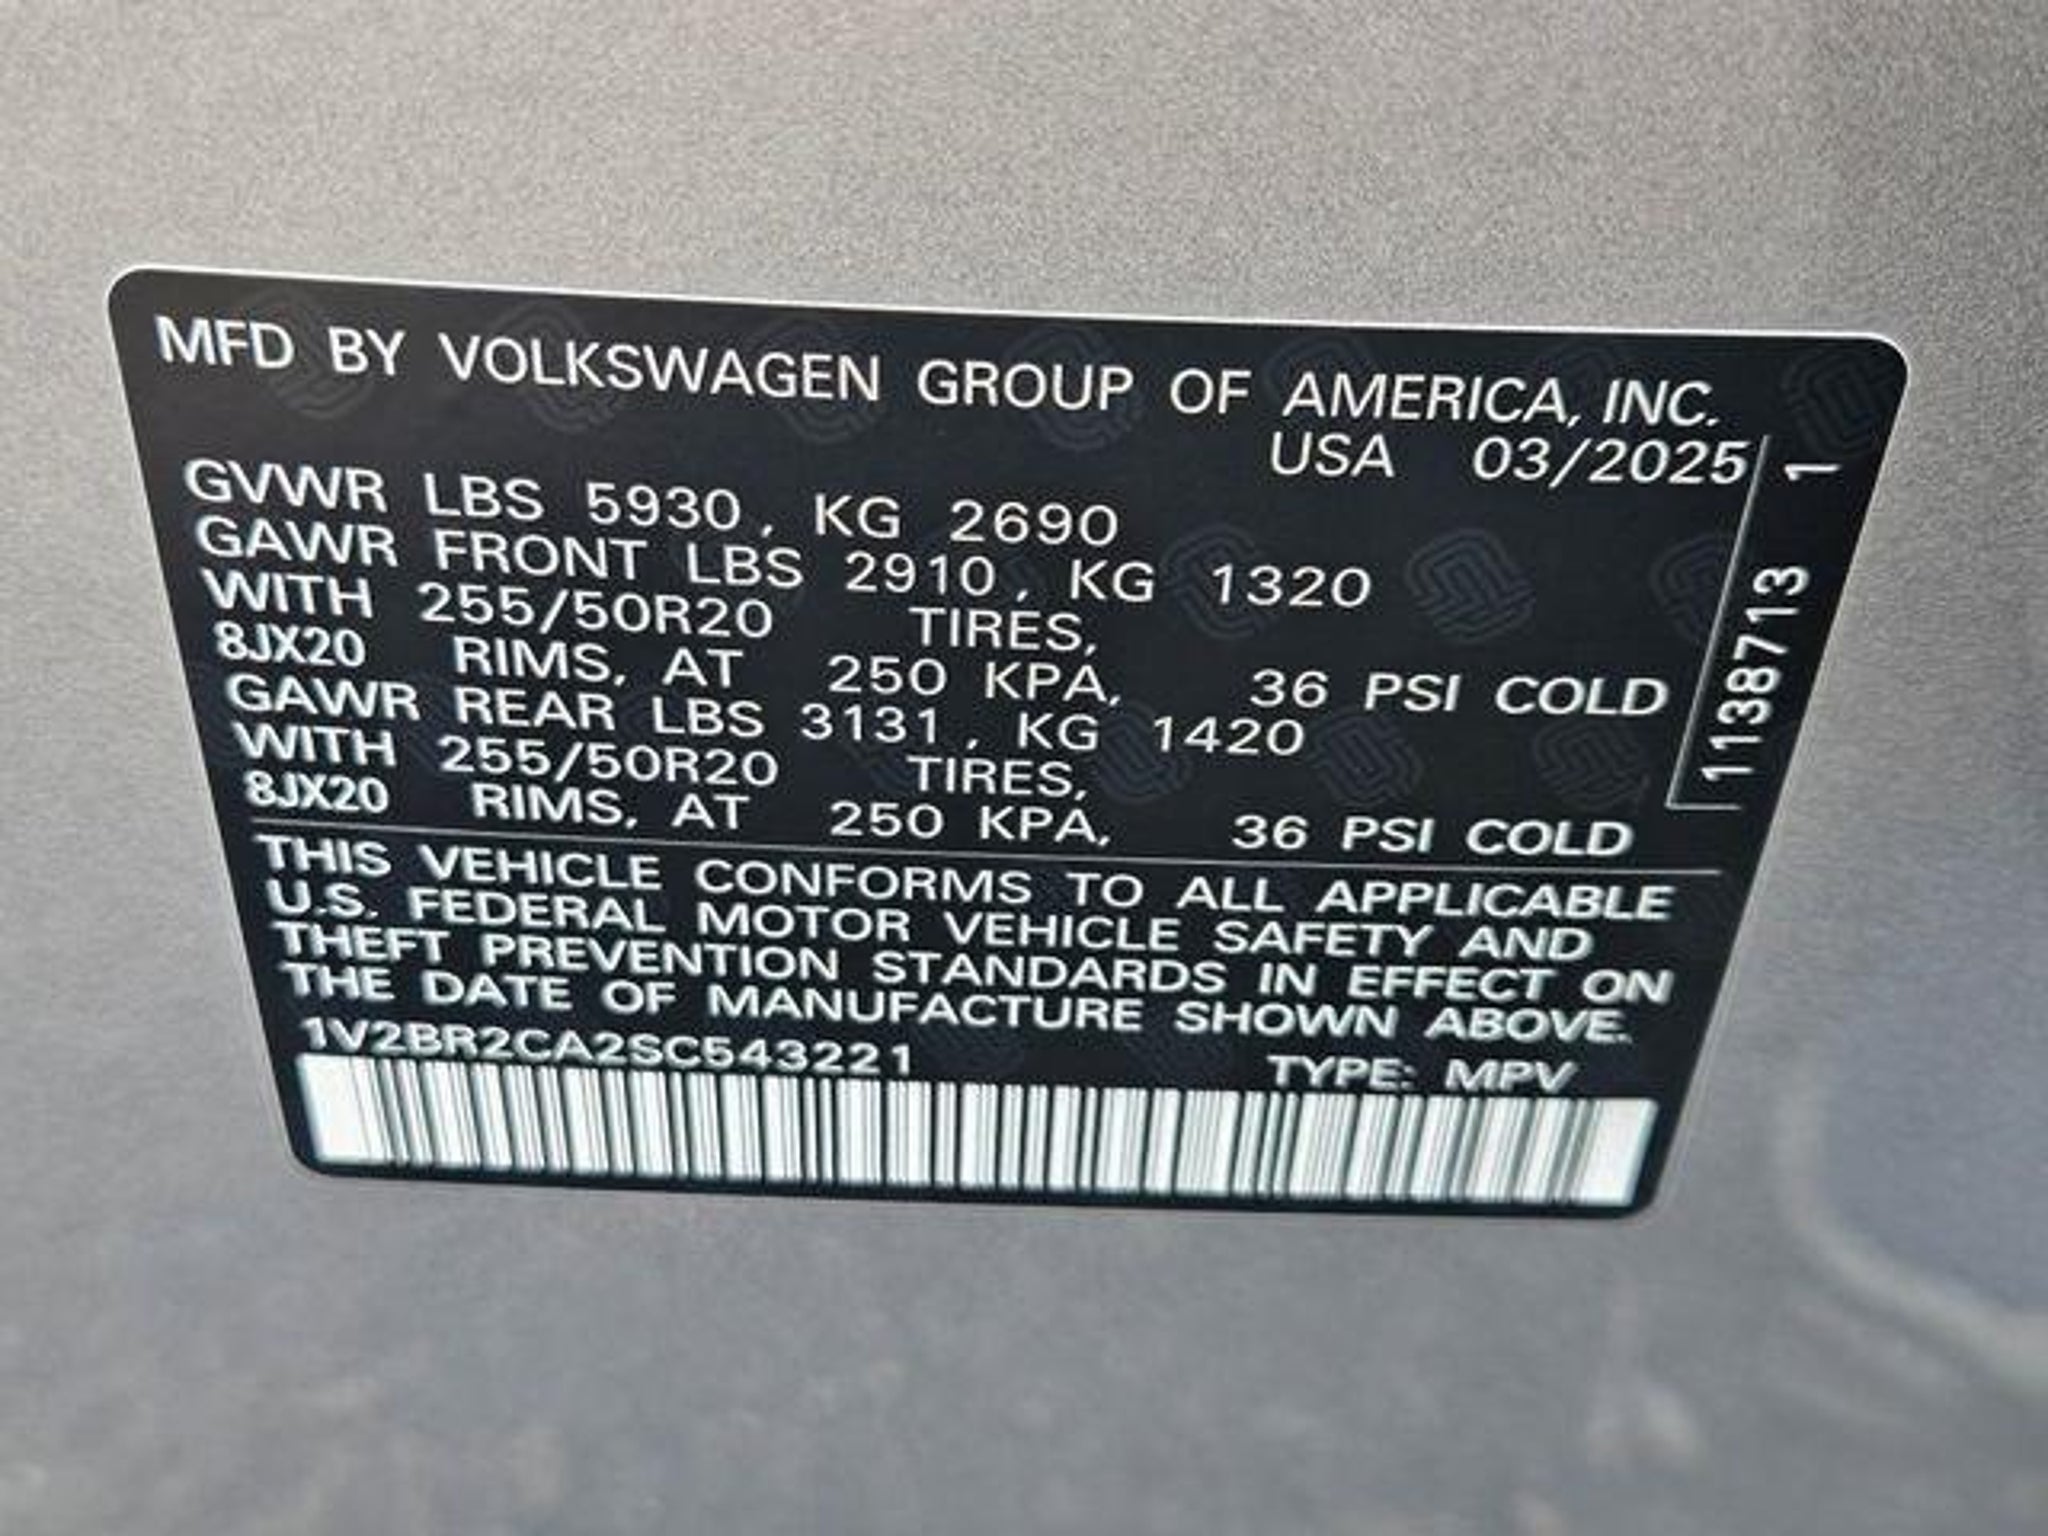 MFD BY VOLKSWAGEN GROUP OF AMERICA, INC.
USA 03/2025
GVWR LBS 5930, KG 2690
GAWR FRONT LBS 2910, KG 1320
WITH 255/50R20 TIRES,
8JX20 RIMS, AT 250 KPA, 36 PSI COLD
GAWR REAR LBS 3131, KG 1420
WITH 255/50R20 TIRES,
8JX20 RIMS, AT 250 KPA, 36 PSI COLD
1138713 1
THIS VEHICLE CONFORMS TO ALL APPLICABLE
U.S. FEDERAL MOTOR VEHICLE SAFETY AND
THEFT PREVENTION STANDARDS IN EFFECT ON
THE DATE OF MANUFACTURE SHOWN ABOVE.
1V2BR2CA2SC543221 TYPE: MPV